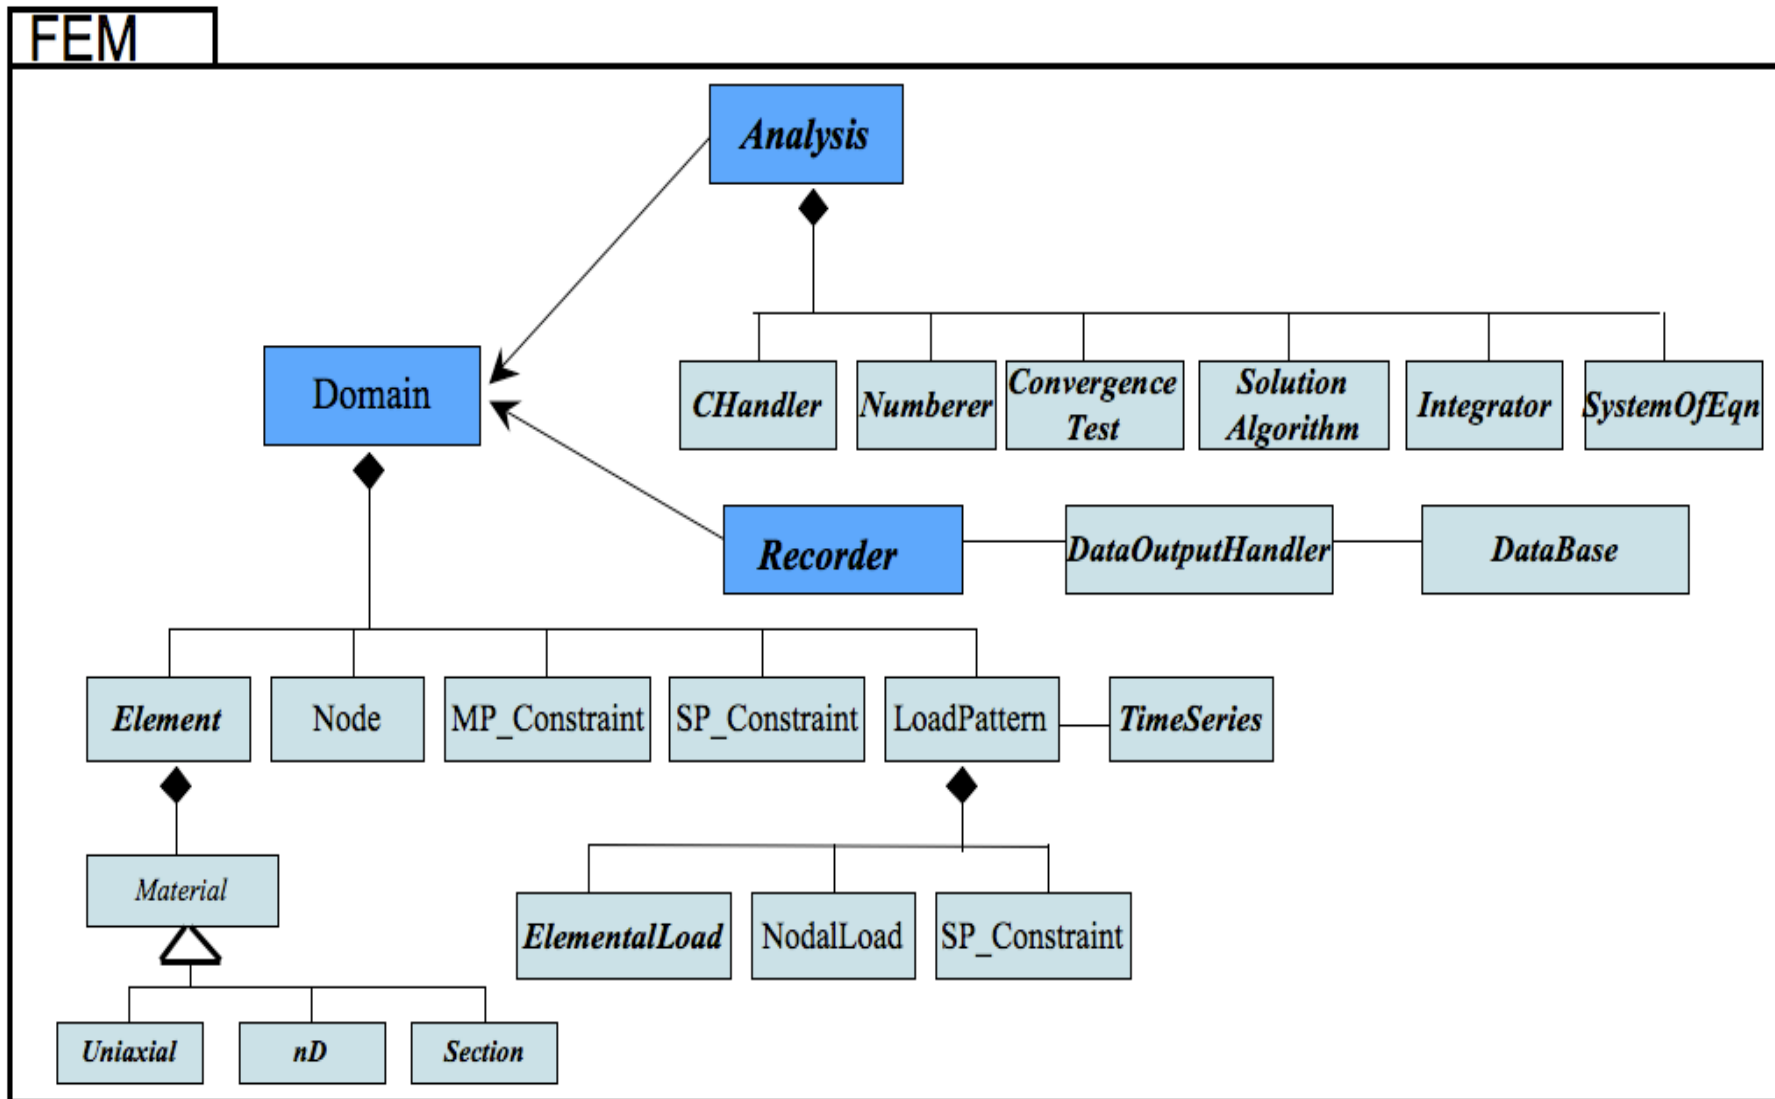 FEM
Analysis
Domain
CHandler
Numberer
Convergence
Test
Solution
Algorithm
Integrator
SystemOfEqn
Recorder
DataOutputHandler
DataBase
Element
Node
MP_Constraint
SP_Constraint
LoadPattern
TimeSeries
Material
ElementalLoad
NodalLoad
SP_Constraint
Uniaxial
nD
Section